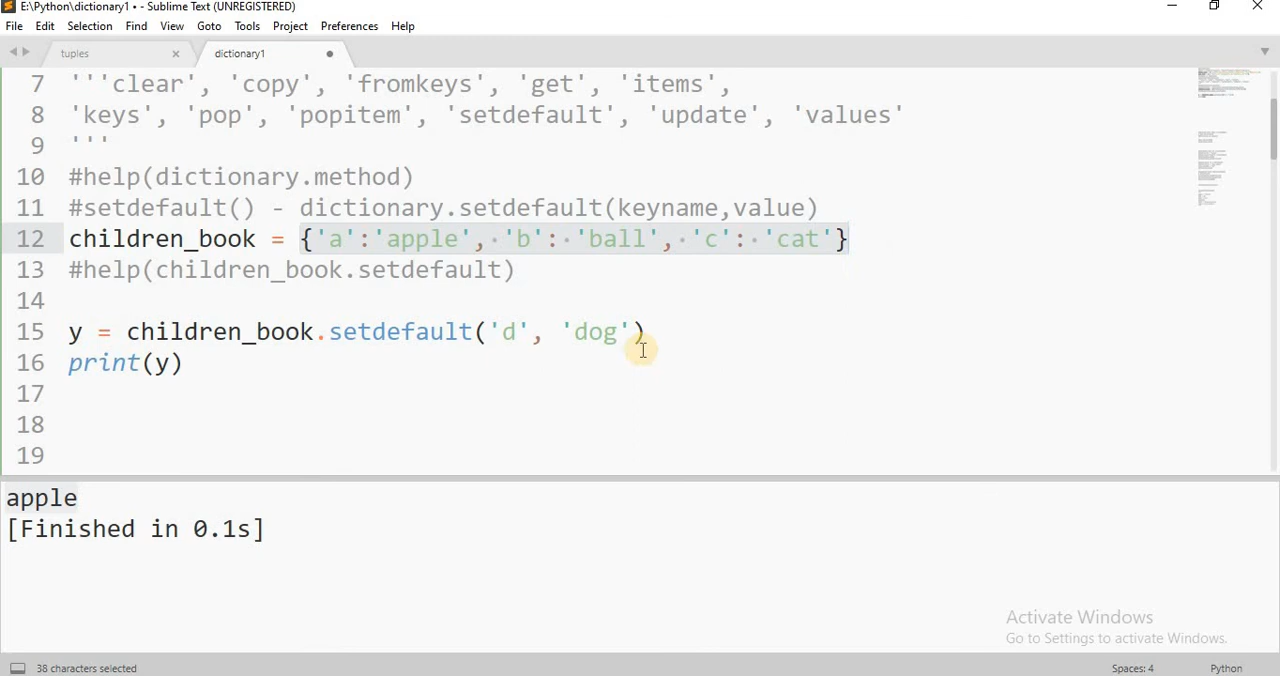 E:\Python\dictionary1 • - Sublime Text (UNREGISTERED)
File Edit Selection Find View Goto Tools Project Preferences Help
tuples dictionary1
7 '''clear', 'copy', 'fromkeys', 'get', 'items',
8 'keys', 'pop', 'popitem', 'setdefault', 'update', 'values'
9 '''
10 #help(dictionary.method)
11 #setdefault() - dictionary.setdefault(keyname,value)
12 children_book = {'a':'apple', 'b': 'ball', 'c': 'cat'}
13 #help(children_book.setdefault)
14
15 y = children_book.setdefault('d', 'dog')
16 print(y)
17
18
19
apple
[Finished in 0.1s]
Activate Windows
Go to Settings to activate Windows.
38 characters selected Spaces: 4 Python